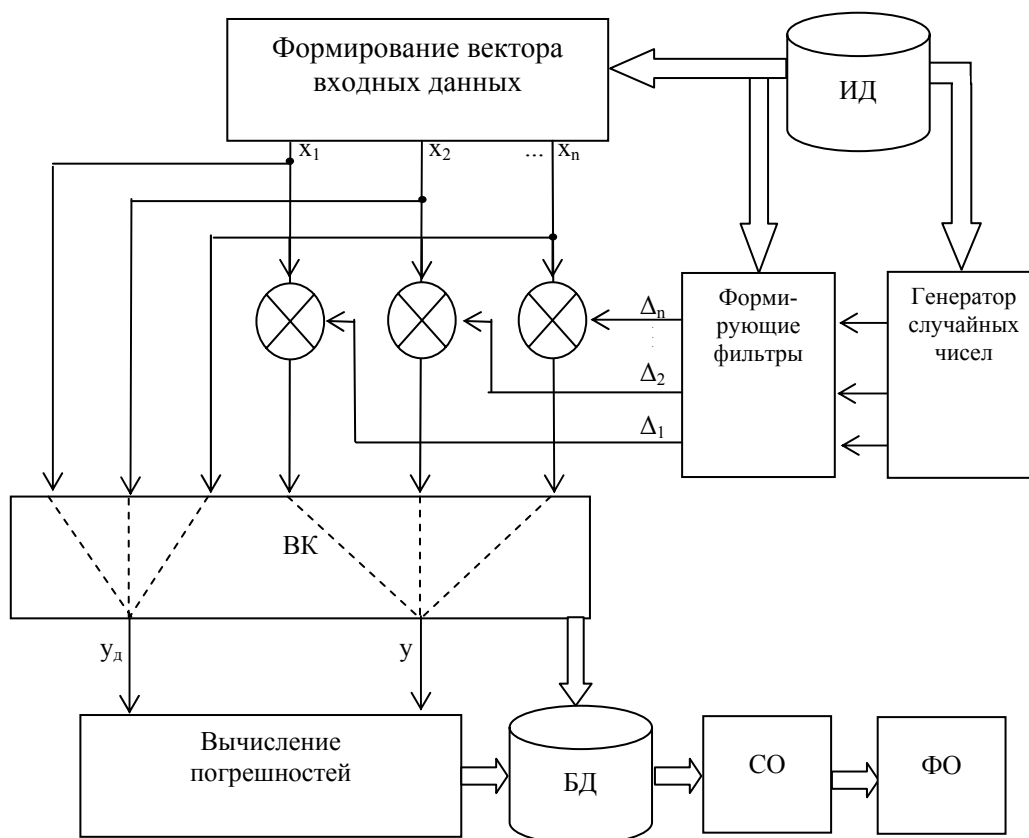 Формирование вектора
входных данных
ИД
x₁ x₂ ... xₙ
Форми-
рующие
фильтры
Генератор
случайных
чисел
Δₙ
Δ₂
Δ₁
ВК
y_д y
Вычисление
погрешностей
БД
СО
ФО